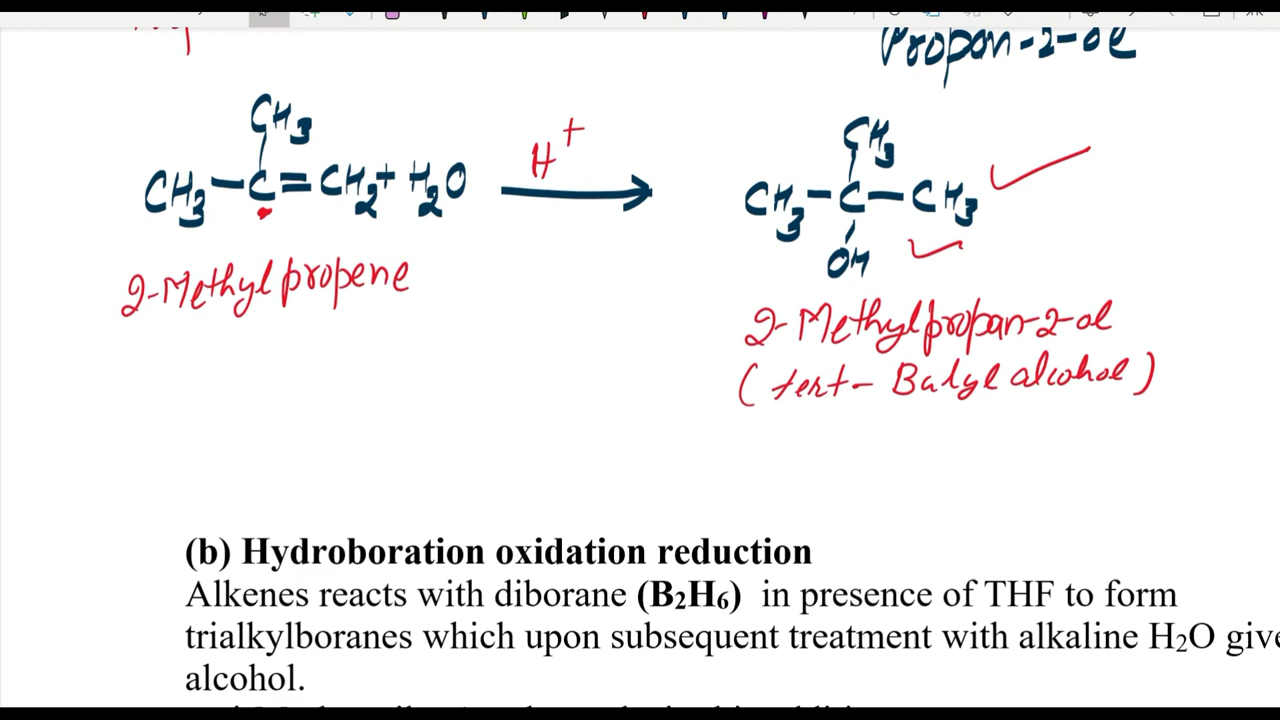 Propan-2-ol
CH3 CH3
CH3-C=CH2 + H2O H+ CH3-C-CH3
OH
2-Methylpropene
2-Methylpropan-2-ol
(tert-Butyl alcohol)
(b) Hydroboration oxidation reduction
Alkenes reacts with diborane (B2H6) in presence of THF to form
trialkylboranes which upon subsequent treatment with alkaline H2O give
alcohol.